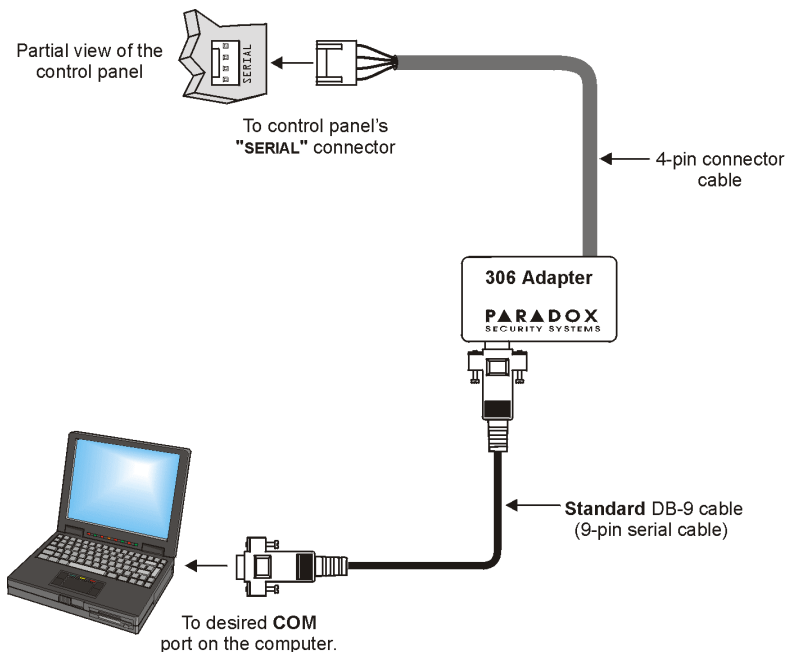 Partial view of the
control panel
SERIAL
To control panel's
"SERIAL" connector
4-pin connector
cable
306 Adapter
PARADOX
SECURITY SYSTEMS
Standard DB-9 cable
(9-pin serial cable)
To desired COM
port on the computer.